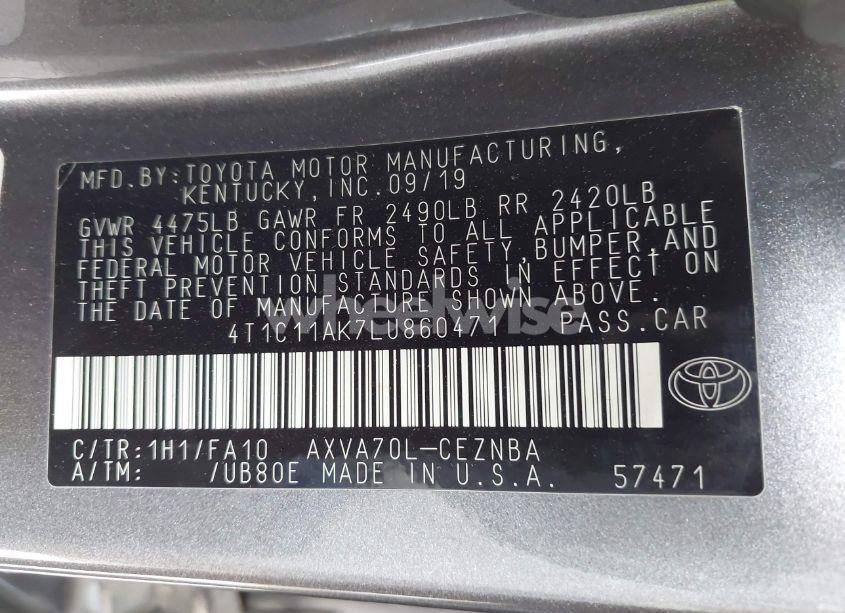 MFD. BY: TOYOTA MOTOR MANUFACTURING,
KENTUCKY, INC. 09/19
GVWR 4475LB GAWR FR 2490LB RR 2420LB
THIS VEHICLE CONFORMS TO ALL APPLICABLE
FEDERAL MOTOR VEHICLE SAFETY, BUMPER, AND
THEFT PREVENTION STANDARDS IN EFFECT ON
THE DATE OF MANUFACTURE SHOWN ABOVE.
wheelwise
4T1C11AK7LU860471 PASS.CAR
C/TR: 1H1/FA10 AXVA70L-CEZNBA
A/TM: /UB80E MADE IN U.S.A. 57471